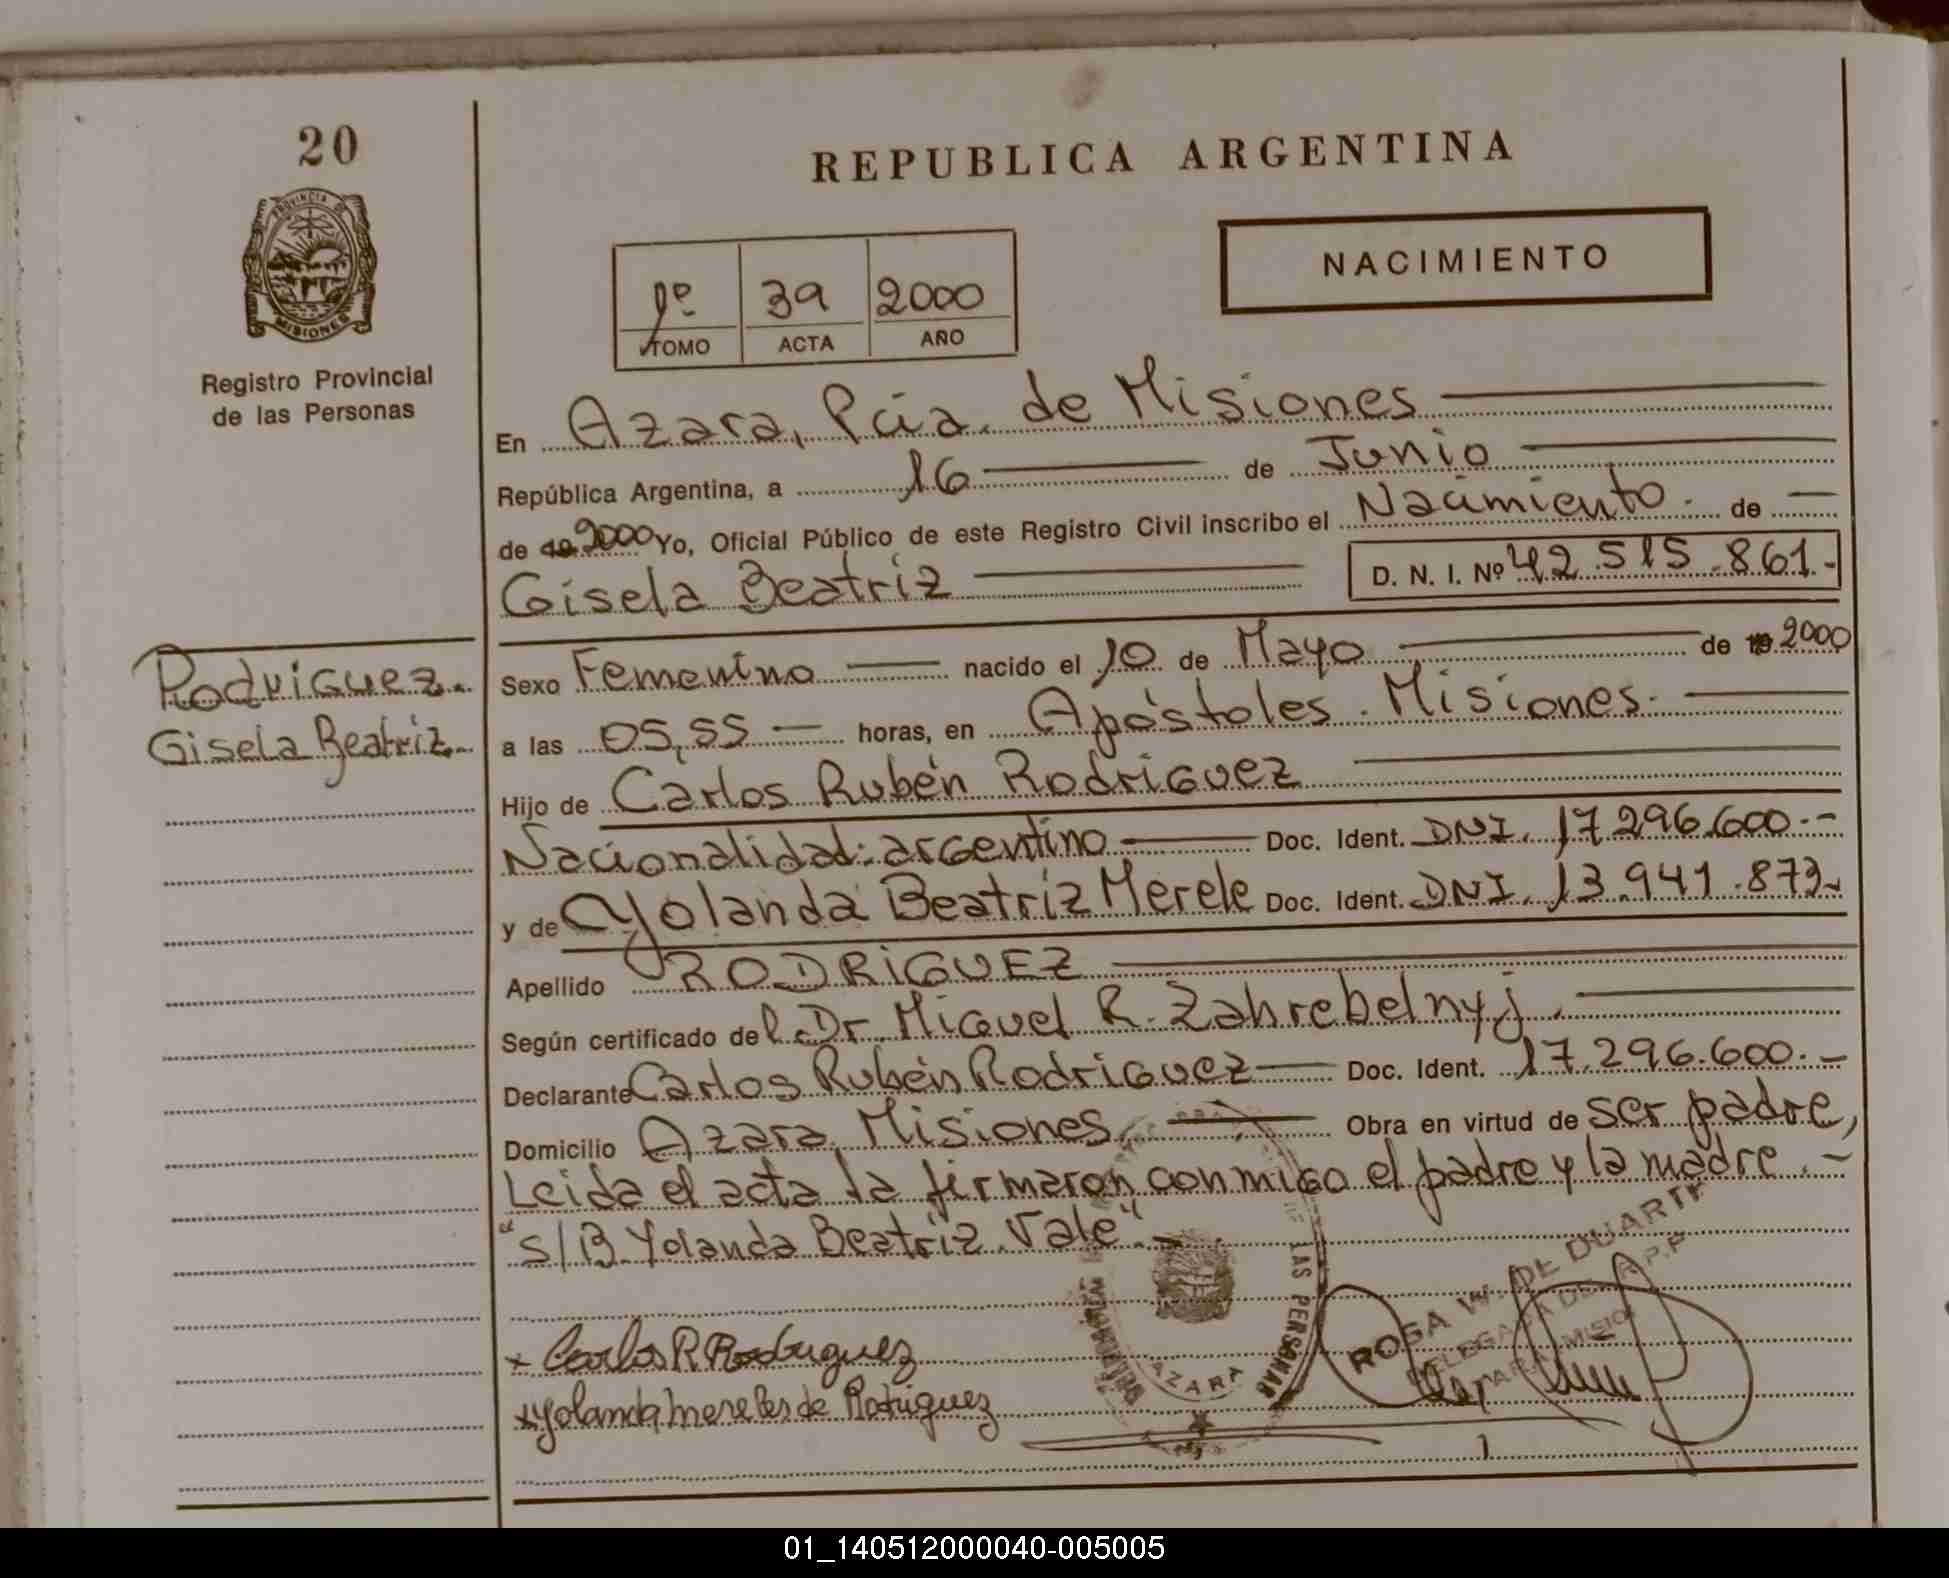 20
PROVINCIA DE
MISIONES
Registro Provincial
de las Personas
REPUBLICA ARGENTINA
NACIMIENTO
1º 39 2000
TOMO ACTA AÑO
En Azara, Pcia. de Misiones
República Argentina, a 16 de Junio
de 19 2000 Yo, Oficial Público de este Registro Civil inscribo el Nacimiento. de
Gisela Beatriz D. N. I. Nº 42.515.861.-
Rodriguez.
Gisela Beatriz.
Sexo Femenino nacido el 10 de Mayo de 19 2000
a las 05,55 horas, en Apóstoles. Misiones.
Hijo de Carlos Rubén Rodriguez
Nacionalidad: argentino Doc. Ident. DNI. 17.296.600.-
y de Yolanda Beatriz Merele Doc. Ident. DNI. 13.941.873.
Apellido RODRIGUEZ
Según certificado del Dr. Miguel R. Zahrebelnyj.
Declarante Carlos Rubén Rodriguez Doc. Ident. 17.296.600.-
Domicilio Azara Misiones. Obra en virtud de ser padre,
Leida el acta la firmaron conmigo el padre y la madre.-
"S/B Yolanda Beatriz. Vale".-
LAS PERSONAS
AZARA
ROSA W. DE DUARTE
x Carlos R Rodriguez
x Yolanda Mereles de Rodriguez
01_140512000040-005005